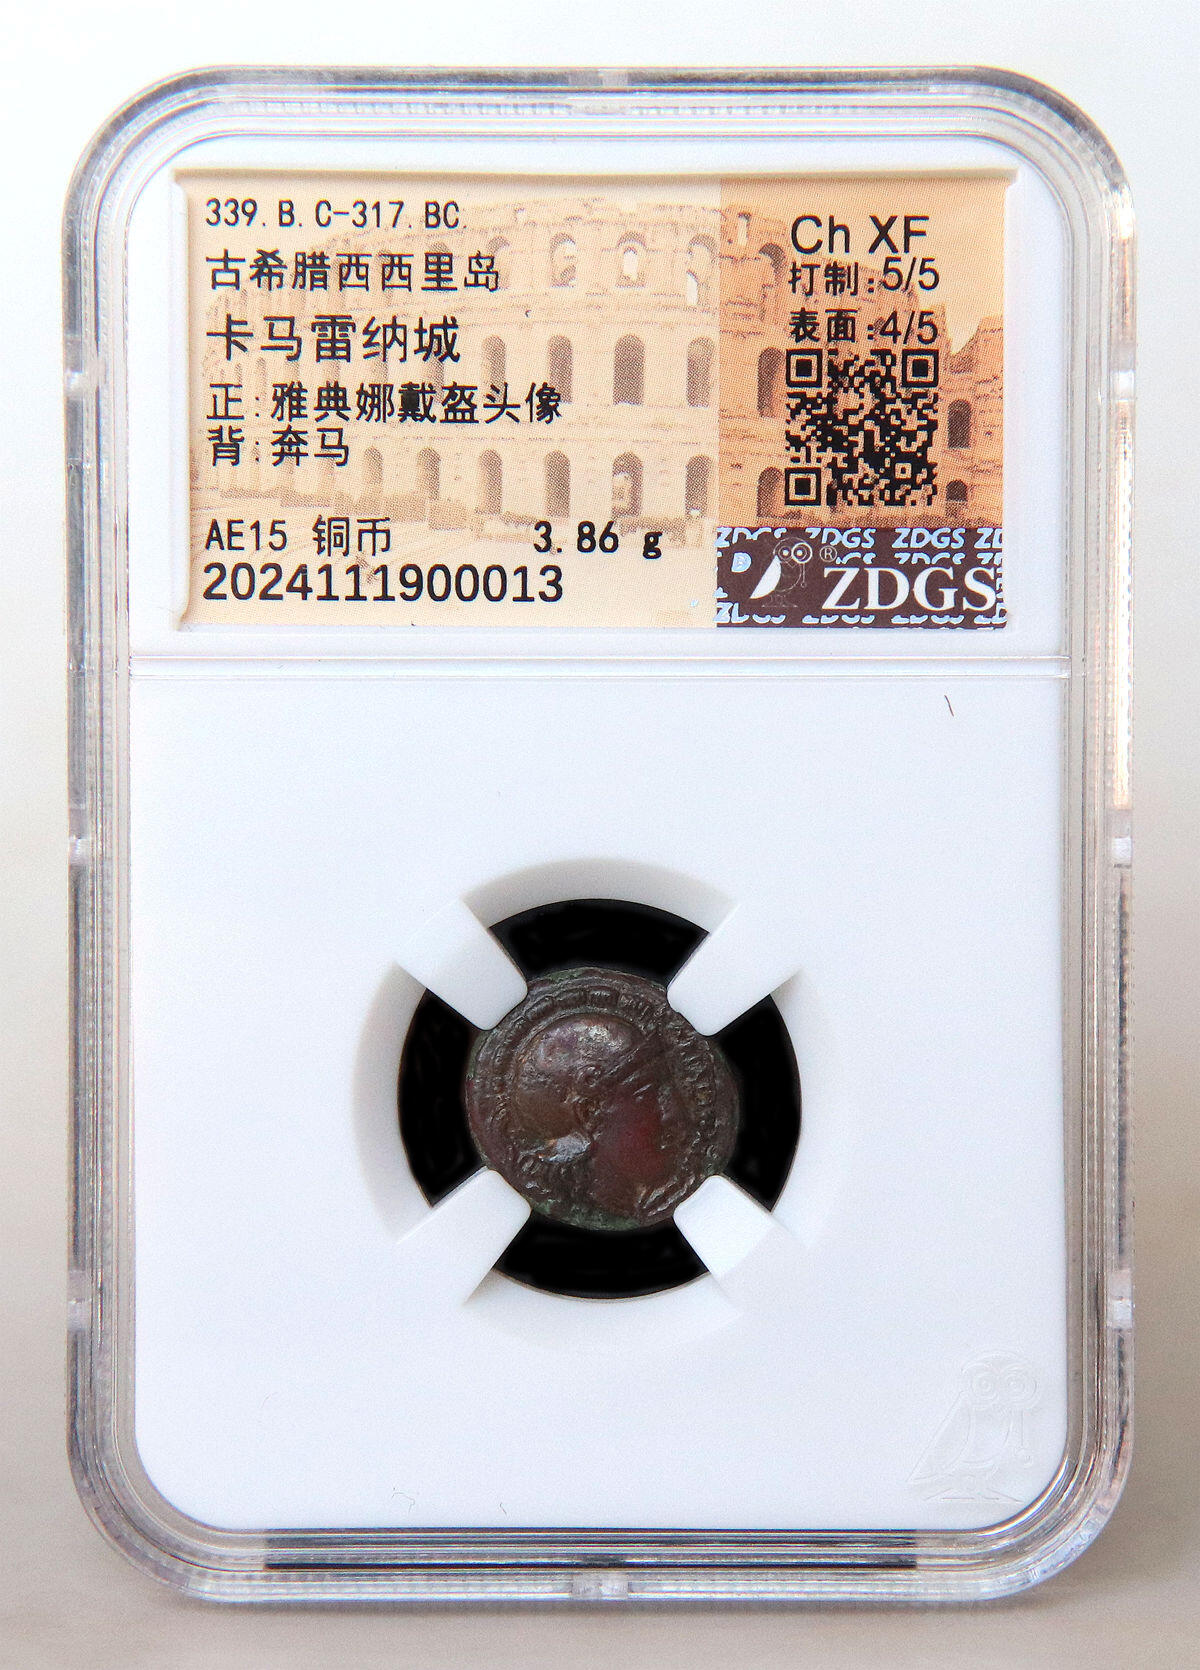 339.B.C-317.BC.
古希腊西西里岛
卡马雷纳城
正:雅典娜戴盔头像
背:奔马
AE15 铜币 3.86 g
2024111900013
Ch XF
打制:5/5
表面:4/5
ZDGS ZDGS ZDGS
® ZDGS